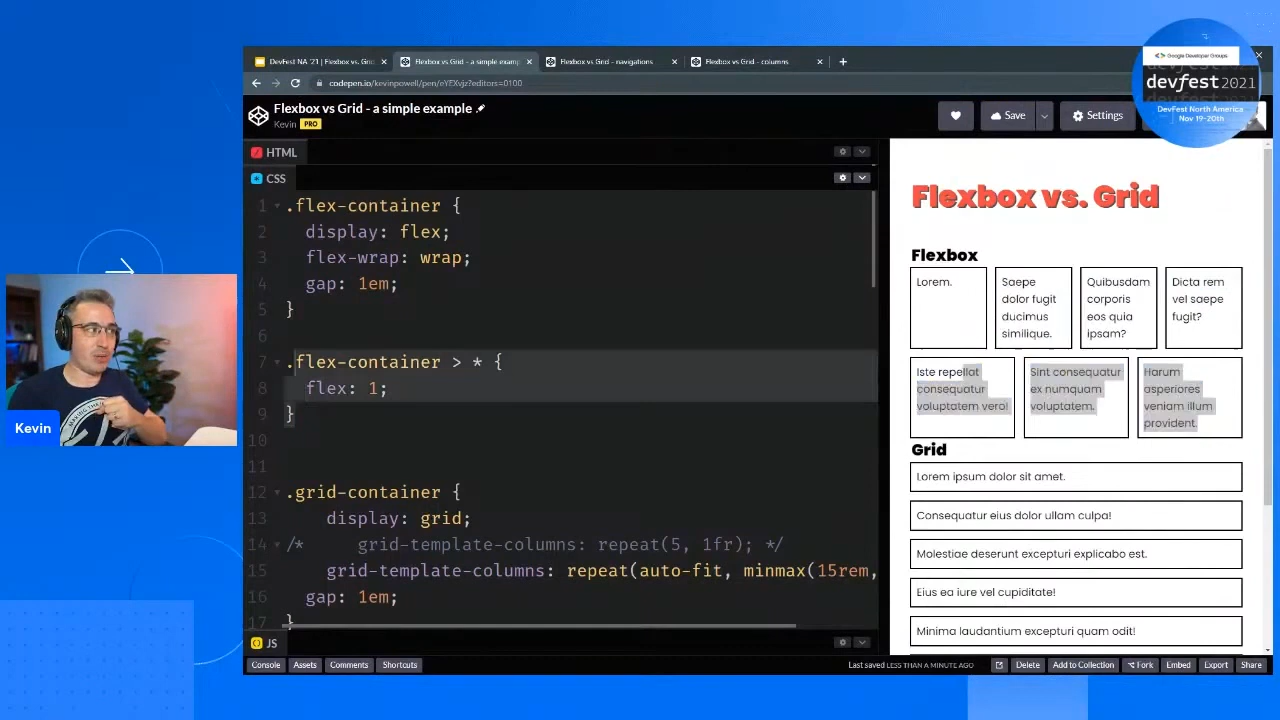 DevFest NA '21 | Flexbox vs. Gri
Flexbox vs Grid - a simple examp
Flexbox vs Grid - navigations
Flexbox vs Grid - columns
codepen.io/kevinpowell/pen/eYEXvjz?editors=0100
Google Developer Groups
devfest2021
DevFest North America
Nov 19-20th
Flexbox vs Grid - a simple example
Kevin PRO
Save
Settings
HTML
CSS
1 .flex-container {
2 display: flex;
3 flex-wrap: wrap;
4 gap: 1em;
5 }
6
7 .flex-container > * {
8 flex: 1;
9 }
10
11
12 .grid-container {
13 display: grid;
14 /* grid-template-columns: repeat(5, 1fr); */
15 grid-template-columns: repeat(auto-fit, minmax(15rem,
16 gap: 1em;
17 }
JS
Flexbox vs. Grid
Flexbox
Lorem.
Saepe
dolor fugit
ducimus
similique.
Quibusdam
corporis
eos quia
ipsam?
Dicta rem
vel saepe
fugit?
Iste repellat
consequatur
voluptatem vero!
Sint consequatur
ex numquam
voluptatem.
Harum
asperiores
veniam illum
provident.
Grid
Lorem ipsum dolor sit amet.
Consequatur eius dolor ullam culpa!
Molestiae deserunt excepturi explicabo est.
Eius ea iure vel cupiditate!
Minima laudantium excepturi quam odit!
Kevin
Console
Assets
Comments
Shortcuts
Last saved LESS THAN A MINUTE AGO
Delete
Add to Collection
Fork
Embed
Export
Share